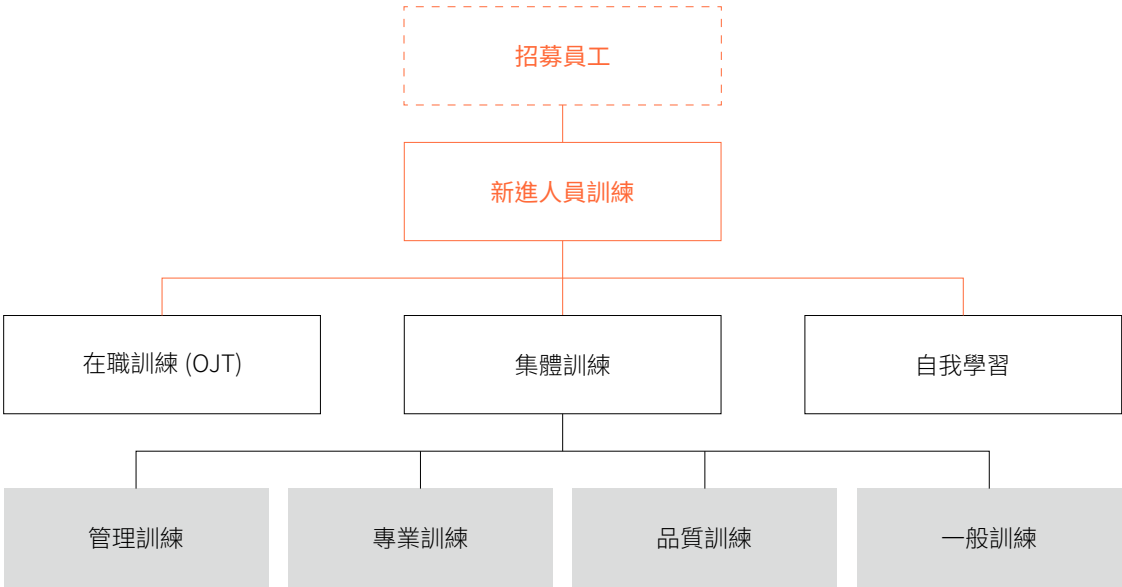 招募員工
新進人員訓練
在職訓練 (OJT)
集體訓練
自我學習
管理訓練
專業訓練
品質訓練
一般訓練